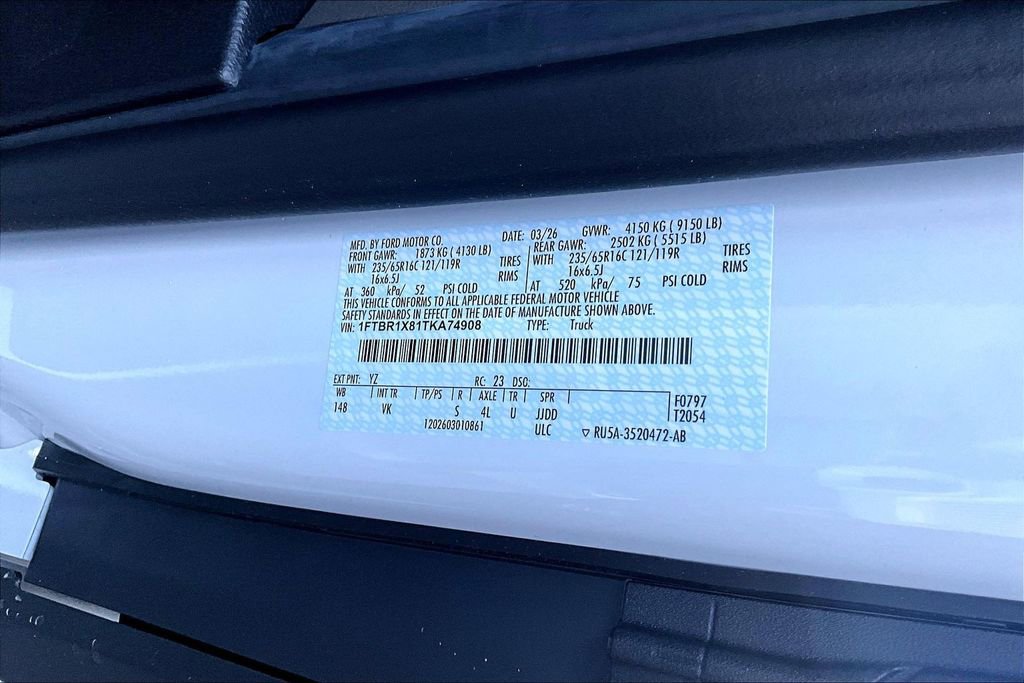 MFD. BY FORD MOTOR CO. DATE: 03/26 GVWR: 4150 KG ( 9150 LB)
FRONT GAWR: 1873 KG ( 4130 LB) REAR GAWR: 2502 KG ( 5515 LB)
WITH 235/65R16C 121/119R TIRES WITH 235/65R16C 121/119R TIRES
16x6.5J RIMS 16x6.5J RIMS
AT 360 kPa/ 52 PSI COLD AT 520 kPa/ 75 PSI COLD
THIS VEHICLE CONFORMS TO ALL APPLICABLE FEDERAL MOTOR VEHICLE
SAFETY STANDARDS IN EFFECT ON THE DATE OF MANUFACTURE SHOWN ABOVE.
VIN: 1FTBR1X81TKA74908 TYPE: Truck
EXT PNT: YZ RC: 23 DSO:
WB INT TR TP/PS R AXLE TR SPR F0797
148 VK S 4L U JJDD T2054
1202603010861 ULC ▽ RU5A-3520472-AB